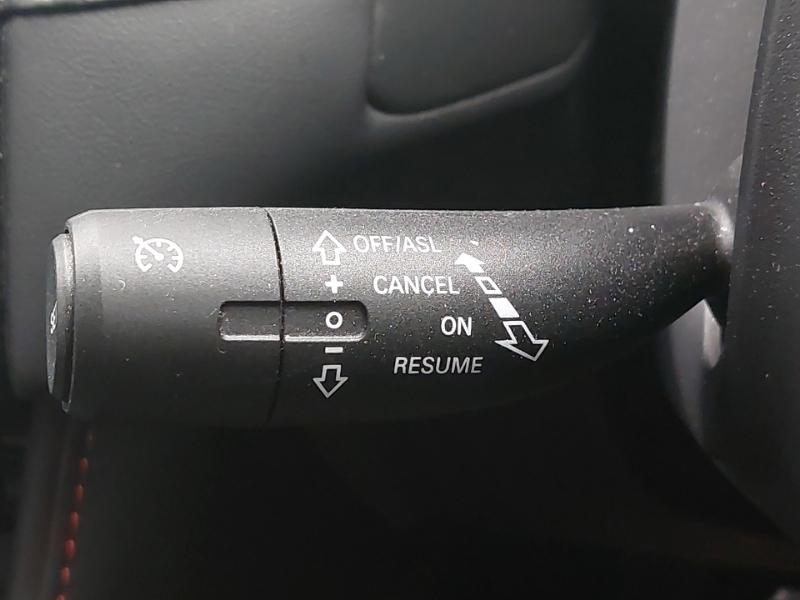 OFF/ASL
+ CANCEL
O ON
– RESUME